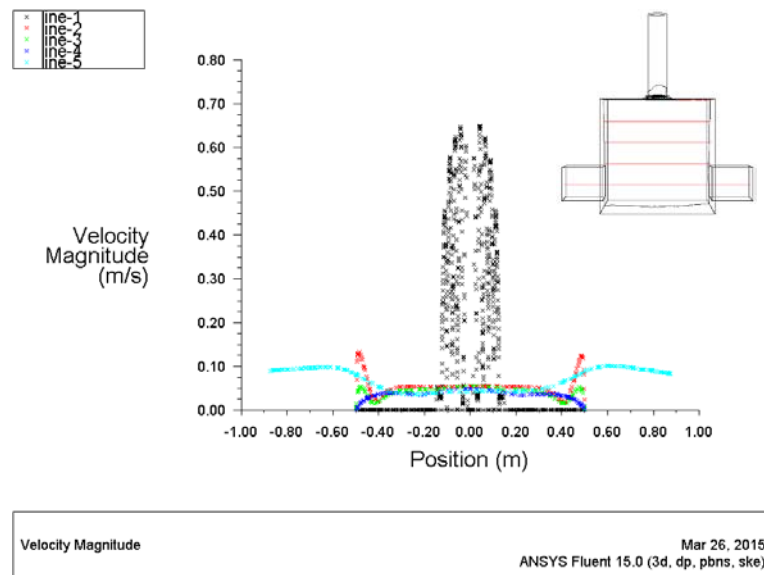 line-1
line-2
line-3
line-4
line-5
0.80
0.70
0.60
0.50
0.40
0.30
0.20
0.10
0.00
Velocity
Magnitude
(m/s)
-1.00 -0.80 -0.60 -0.40 -0.20 0.00 0.20 0.40 0.60 0.80 1.00
Position (m)
Velocity Magnitude
Mar 26, 2015
ANSYS Fluent 15.0 (3d, dp, pbns, ske)